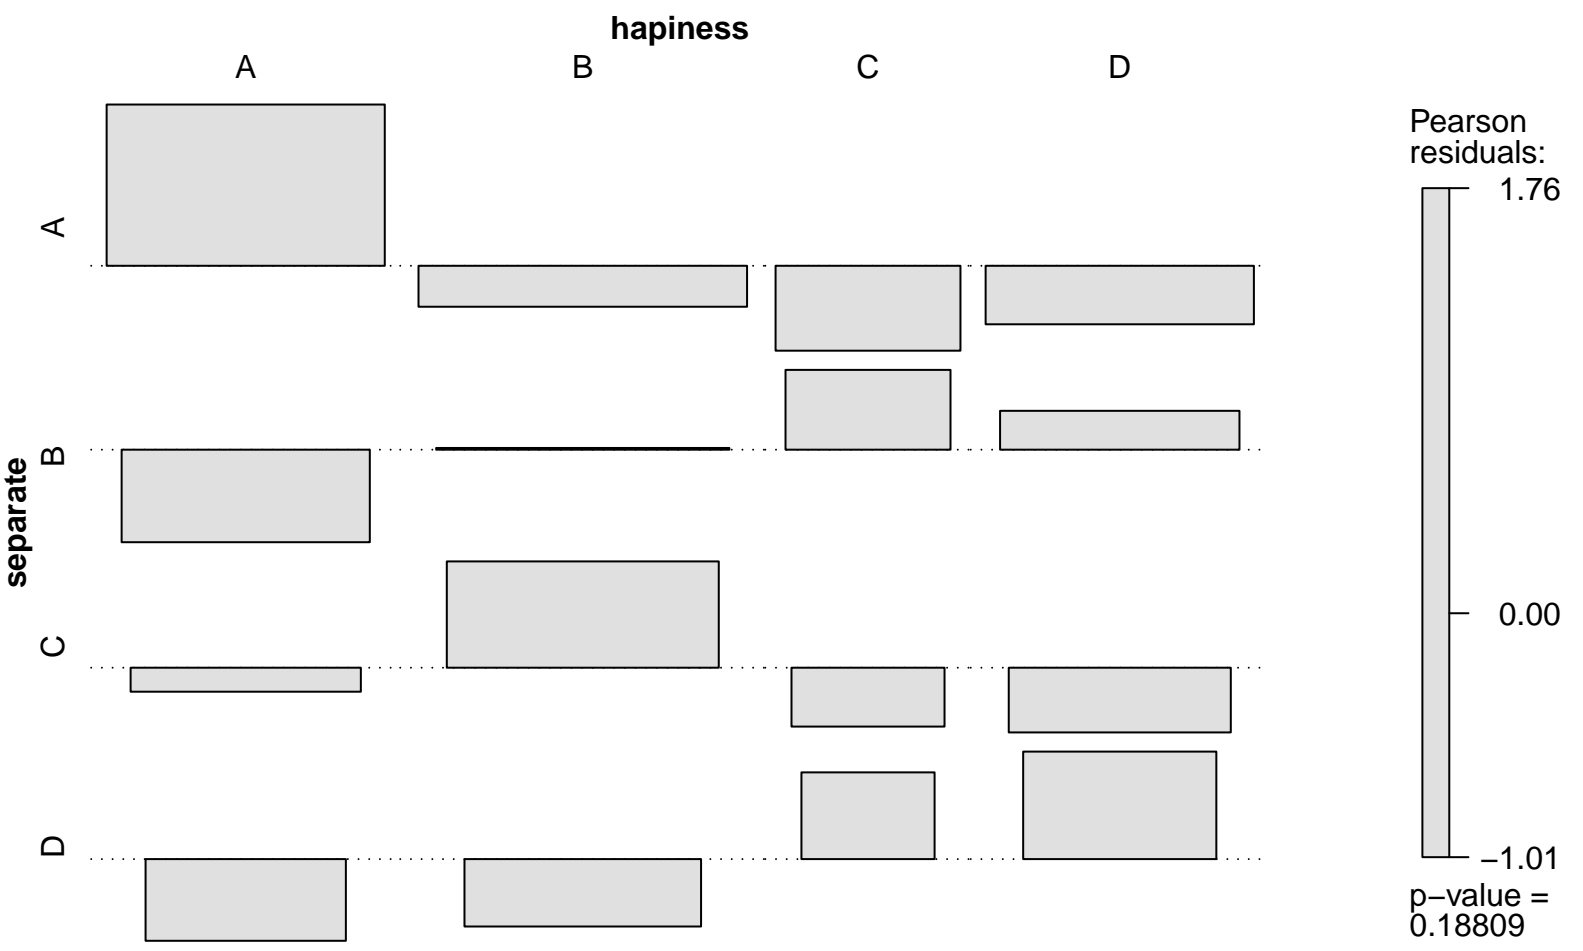 hapiness
A B C D
A
B
C
D
separate
Pearson
residuals:
1.76
0.00
−1.01
p−value =
0.18809